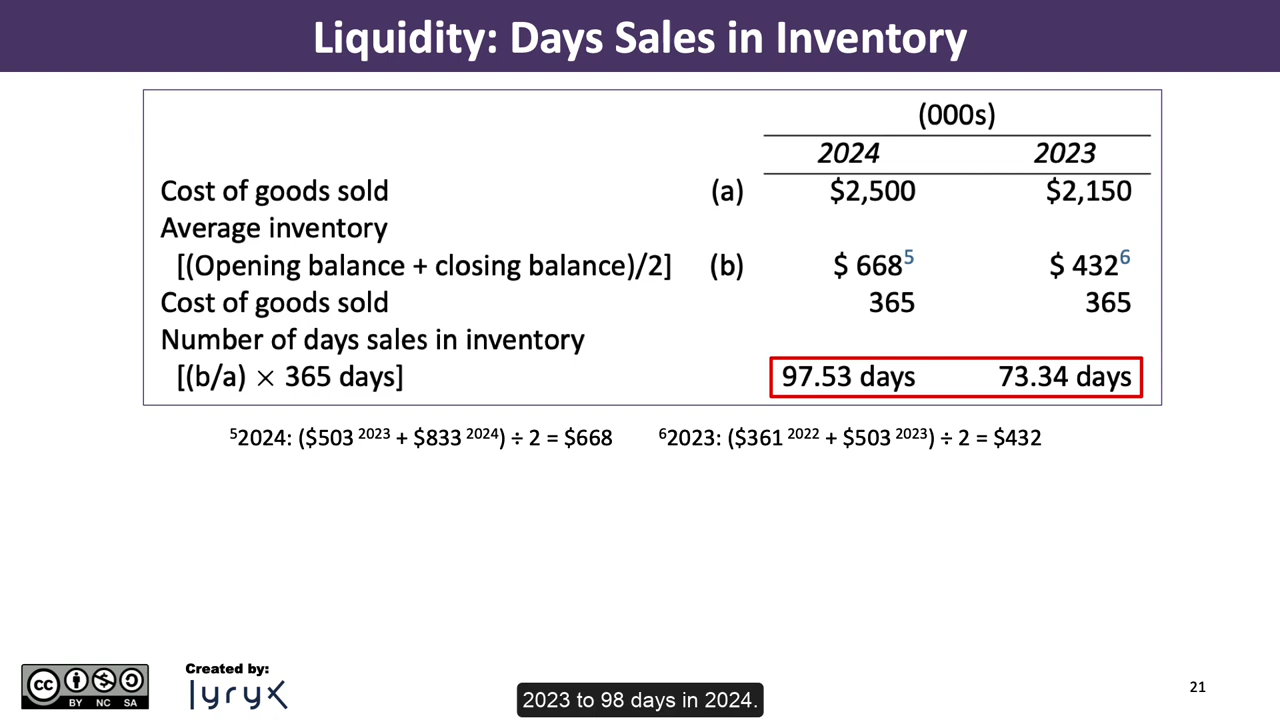 Liquidity: Days Sales in Inventory
(000s)
2024 2023
Cost of goods sold (a) $2,500 $2,150
Average inventory
[(Opening balance + closing balance)/2] (b) $ 668⁵ $ 432⁶
Cost of goods sold 365 365
Number of days sales in inventory
[(b/a) × 365 days] 97.53 days 73.34 days
⁵2024: ($503 ²⁰²³ + $833 ²⁰²⁴) ÷ 2 = $668 ⁶2023: ($361 ²⁰²² + $503 ²⁰²³) ÷ 2 = $432
cc BY NC SA
Created by:
lyryx
2023 to 98 days in 2024.
21